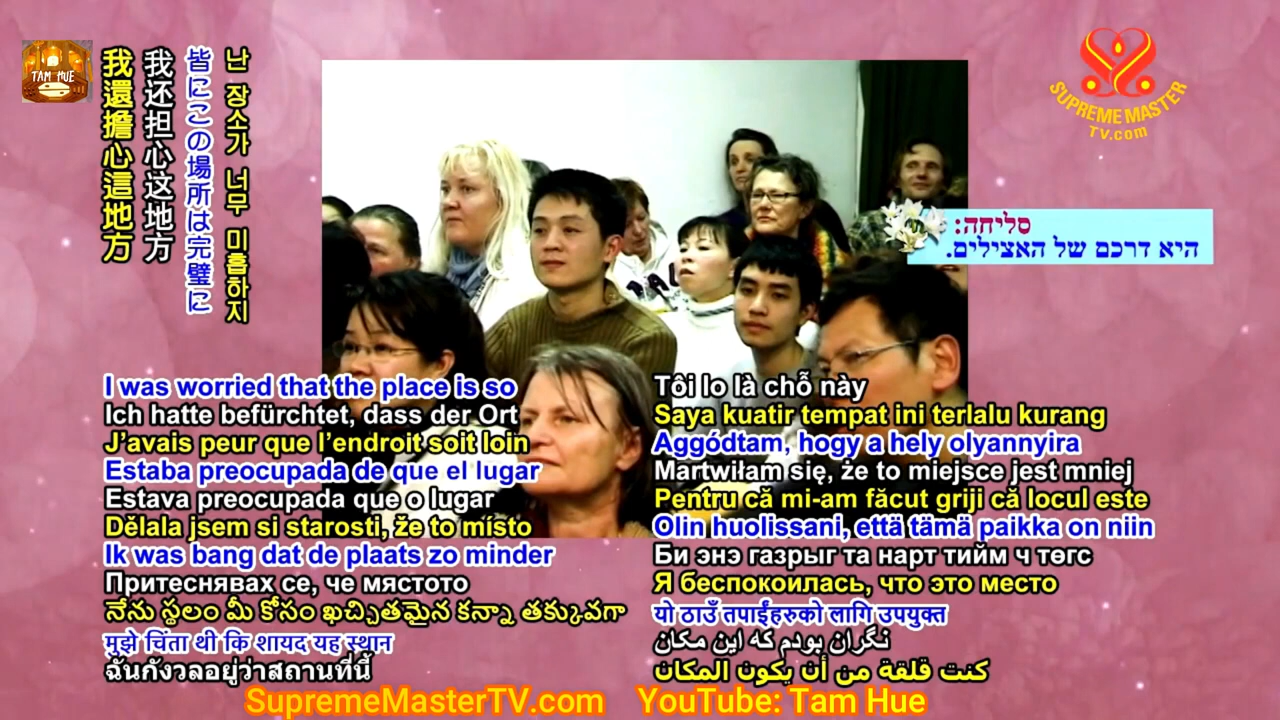 TAM HUE
我還擔心這地方
我还担心这地方
皆にこの場所は完璧に
난 장소가 너무 미흡하지
SUPREME MASTER
TV.com
סליחה:
היא דרכם של האצילים.
I was worried that the place is so
Ich hatte befürchtet, dass der Ort
J'avais peur que l'endroit soit loin
Estaba preocupada de que el lugar
Estava preocupada que o lugar
Dělala jsem si starosti, že to místo
Ik was bang dat de plaats zo minder
Притеснявах се, че мястото
నేను స్థలం మీ కోసం ఖచ్చితమైన కన్నా తక్కువగా
मुझे चिंता थी कि शायद यह स्थान
ฉันกังวลอยู่ว่าสถานที่นี้
Tôi lo là chỗ này
Saya kuatir tempat ini terlalu kurang
Aggódtam, hogy a hely olyannyira
Martwiłam się, że to miejsce jest mniej
Pentru că mi-am făcut griji că locul este
Olin huolissani, että tämä paikka on niin
Би энэ газрыг та нарт тийм ч төгс
Я беспокоилась, что это место
यो ठाउँ तपाईंहरुको लागि उपयुक्त
نگران بودم که این مکان
كنت قلقة من أن يكون المكان
SupremeMasterTV.com YouTube: Tam Hue